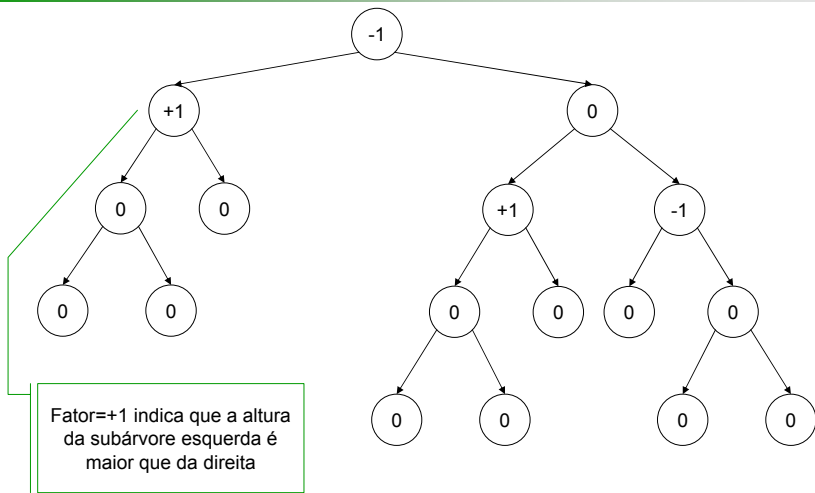 -1
+1 0
0 0 +1 -1
0 0 0 0 0 0
0 0 0 0
Fator=+1 indica que a altura
da subárvore esquerda é
maior que da direita